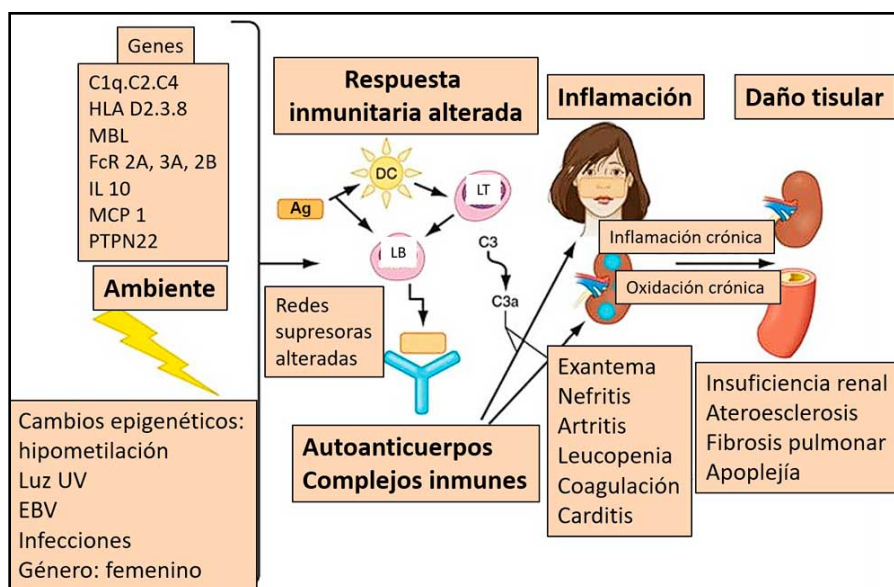 Genes
C1q.C2.C4
HLA D2.3.8
MBL
FcR 2A, 3A, 2B
IL 10
MCP 1
PTPN22
Ambiente
Cambios epigenéticos:
hipometilación
Luz UV
EBV
Infecciones
Género: femenino
Respuesta
inmunitaria alterada
Ag
DC
LT
LB
C3
C3a
Redes
supresoras
alteradas
Autoanticuerpos
Complejos inmunes
Inflamación
Inflamación crónica
Oxidación crónica
Exantema
Nefritis
Artritis
Leucopenia
Coagulación
Carditis
Daño tisular
Insuficiencia renal
Ateroesclerosis
Fibrosis pulmonar
Apoplejía